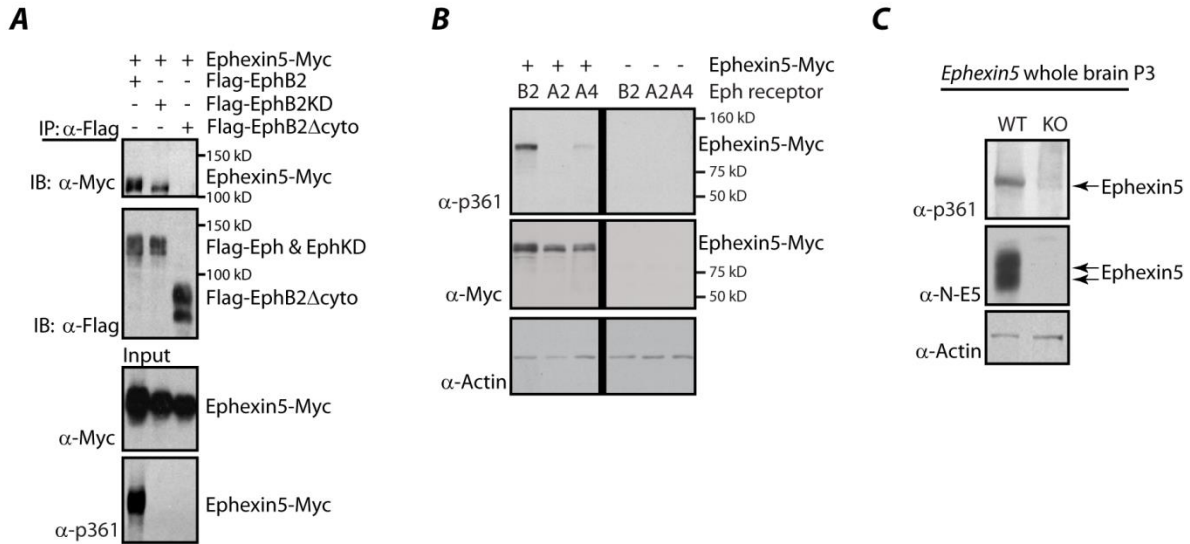 A
+ + + Ephexin5-Myc
+ - - Flag-EphB2
- + - Flag-EphB2KD
IP: α-Flag - - + Flag-EphB2Δcyto
150 kD
IB: α-Myc Ephexin5-Myc
100 kD
150 kD
Flag-Eph & EphKD
100 kD
Flag-EphB2Δcyto
IB: α-Flag
Input
Ephexin5-Myc
α-Myc
Ephexin5-Myc
α-p361
B
+ + + - - - Ephexin5-Myc
B2 A2 A4 B2 A2 A4 Eph receptor
160 kD
Ephexin5-Myc
75 kD
α-p361 50 kD
Ephexin5-Myc
75 kD
α-Myc 50 kD
α-Actin
C
Ephexin5 whole brain P3
WT KO
Ephexin5
α-p361
Ephexin5
α-N-E5
α-Actin